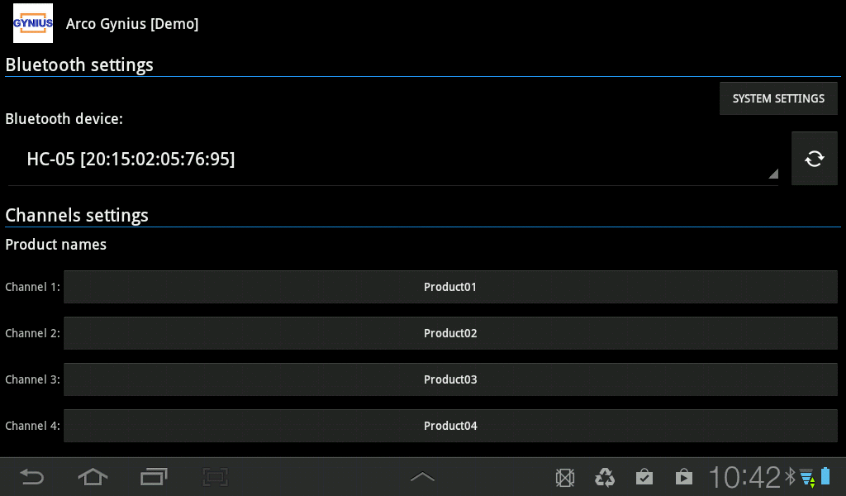 GYNIUS
Arco Gynius [Demo]
Bluetooth settings
SYSTEM SETTINGS
Bluetooth device:
HC-05 [20:15:02:05:76:95]
Channels settings
Product names
Channel 1: Product01
Channel 2: Product02
Channel 3: Product03
Channel 4: Product04
10:42